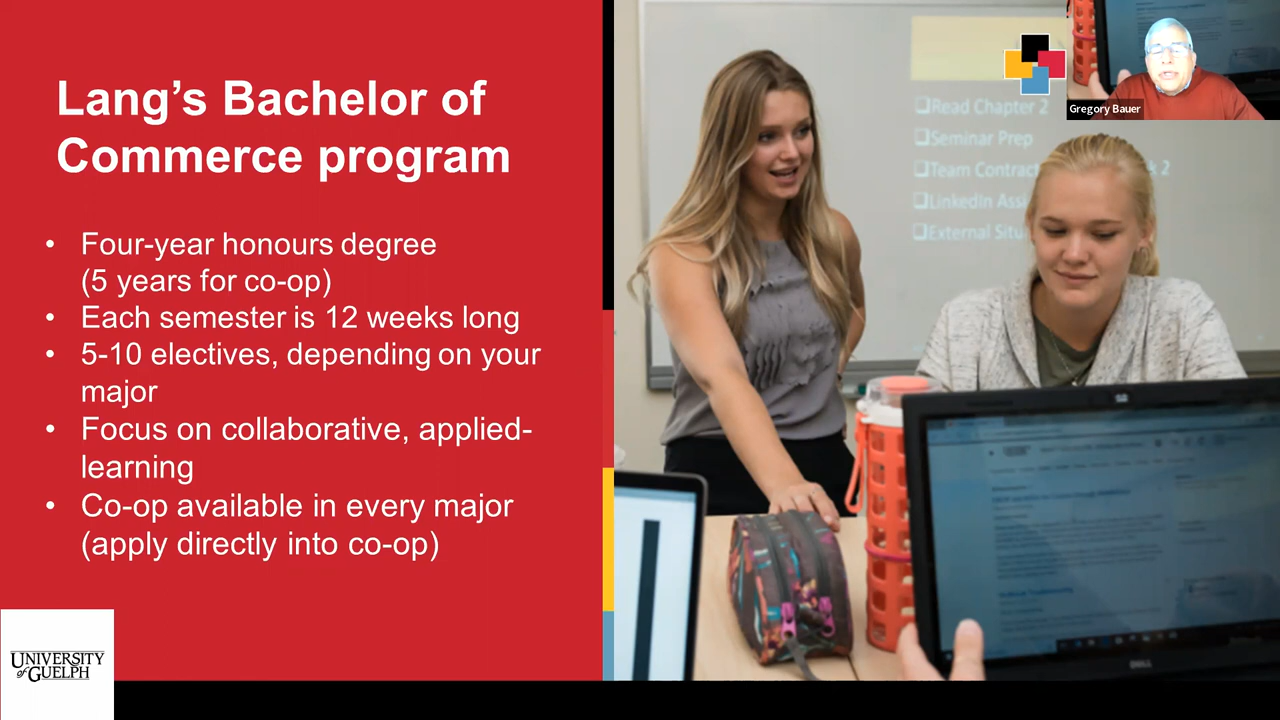 Lang’s Bachelor of
Commerce program
• Four-year honours degree
(5 years for co-op)
• Each semester is 12 weeks long
• 5-10 electives, depending on your
major
• Focus on collaborative, applied-
learning
• Co-op available in every major
(apply directly into co-op)
UNIVERSITY
of GUELPH
Gregory Bauer
❑Read Chapter 2
❑Seminar Prep
❑Team Contract
2
❑LinkedIn
❑External
DELL